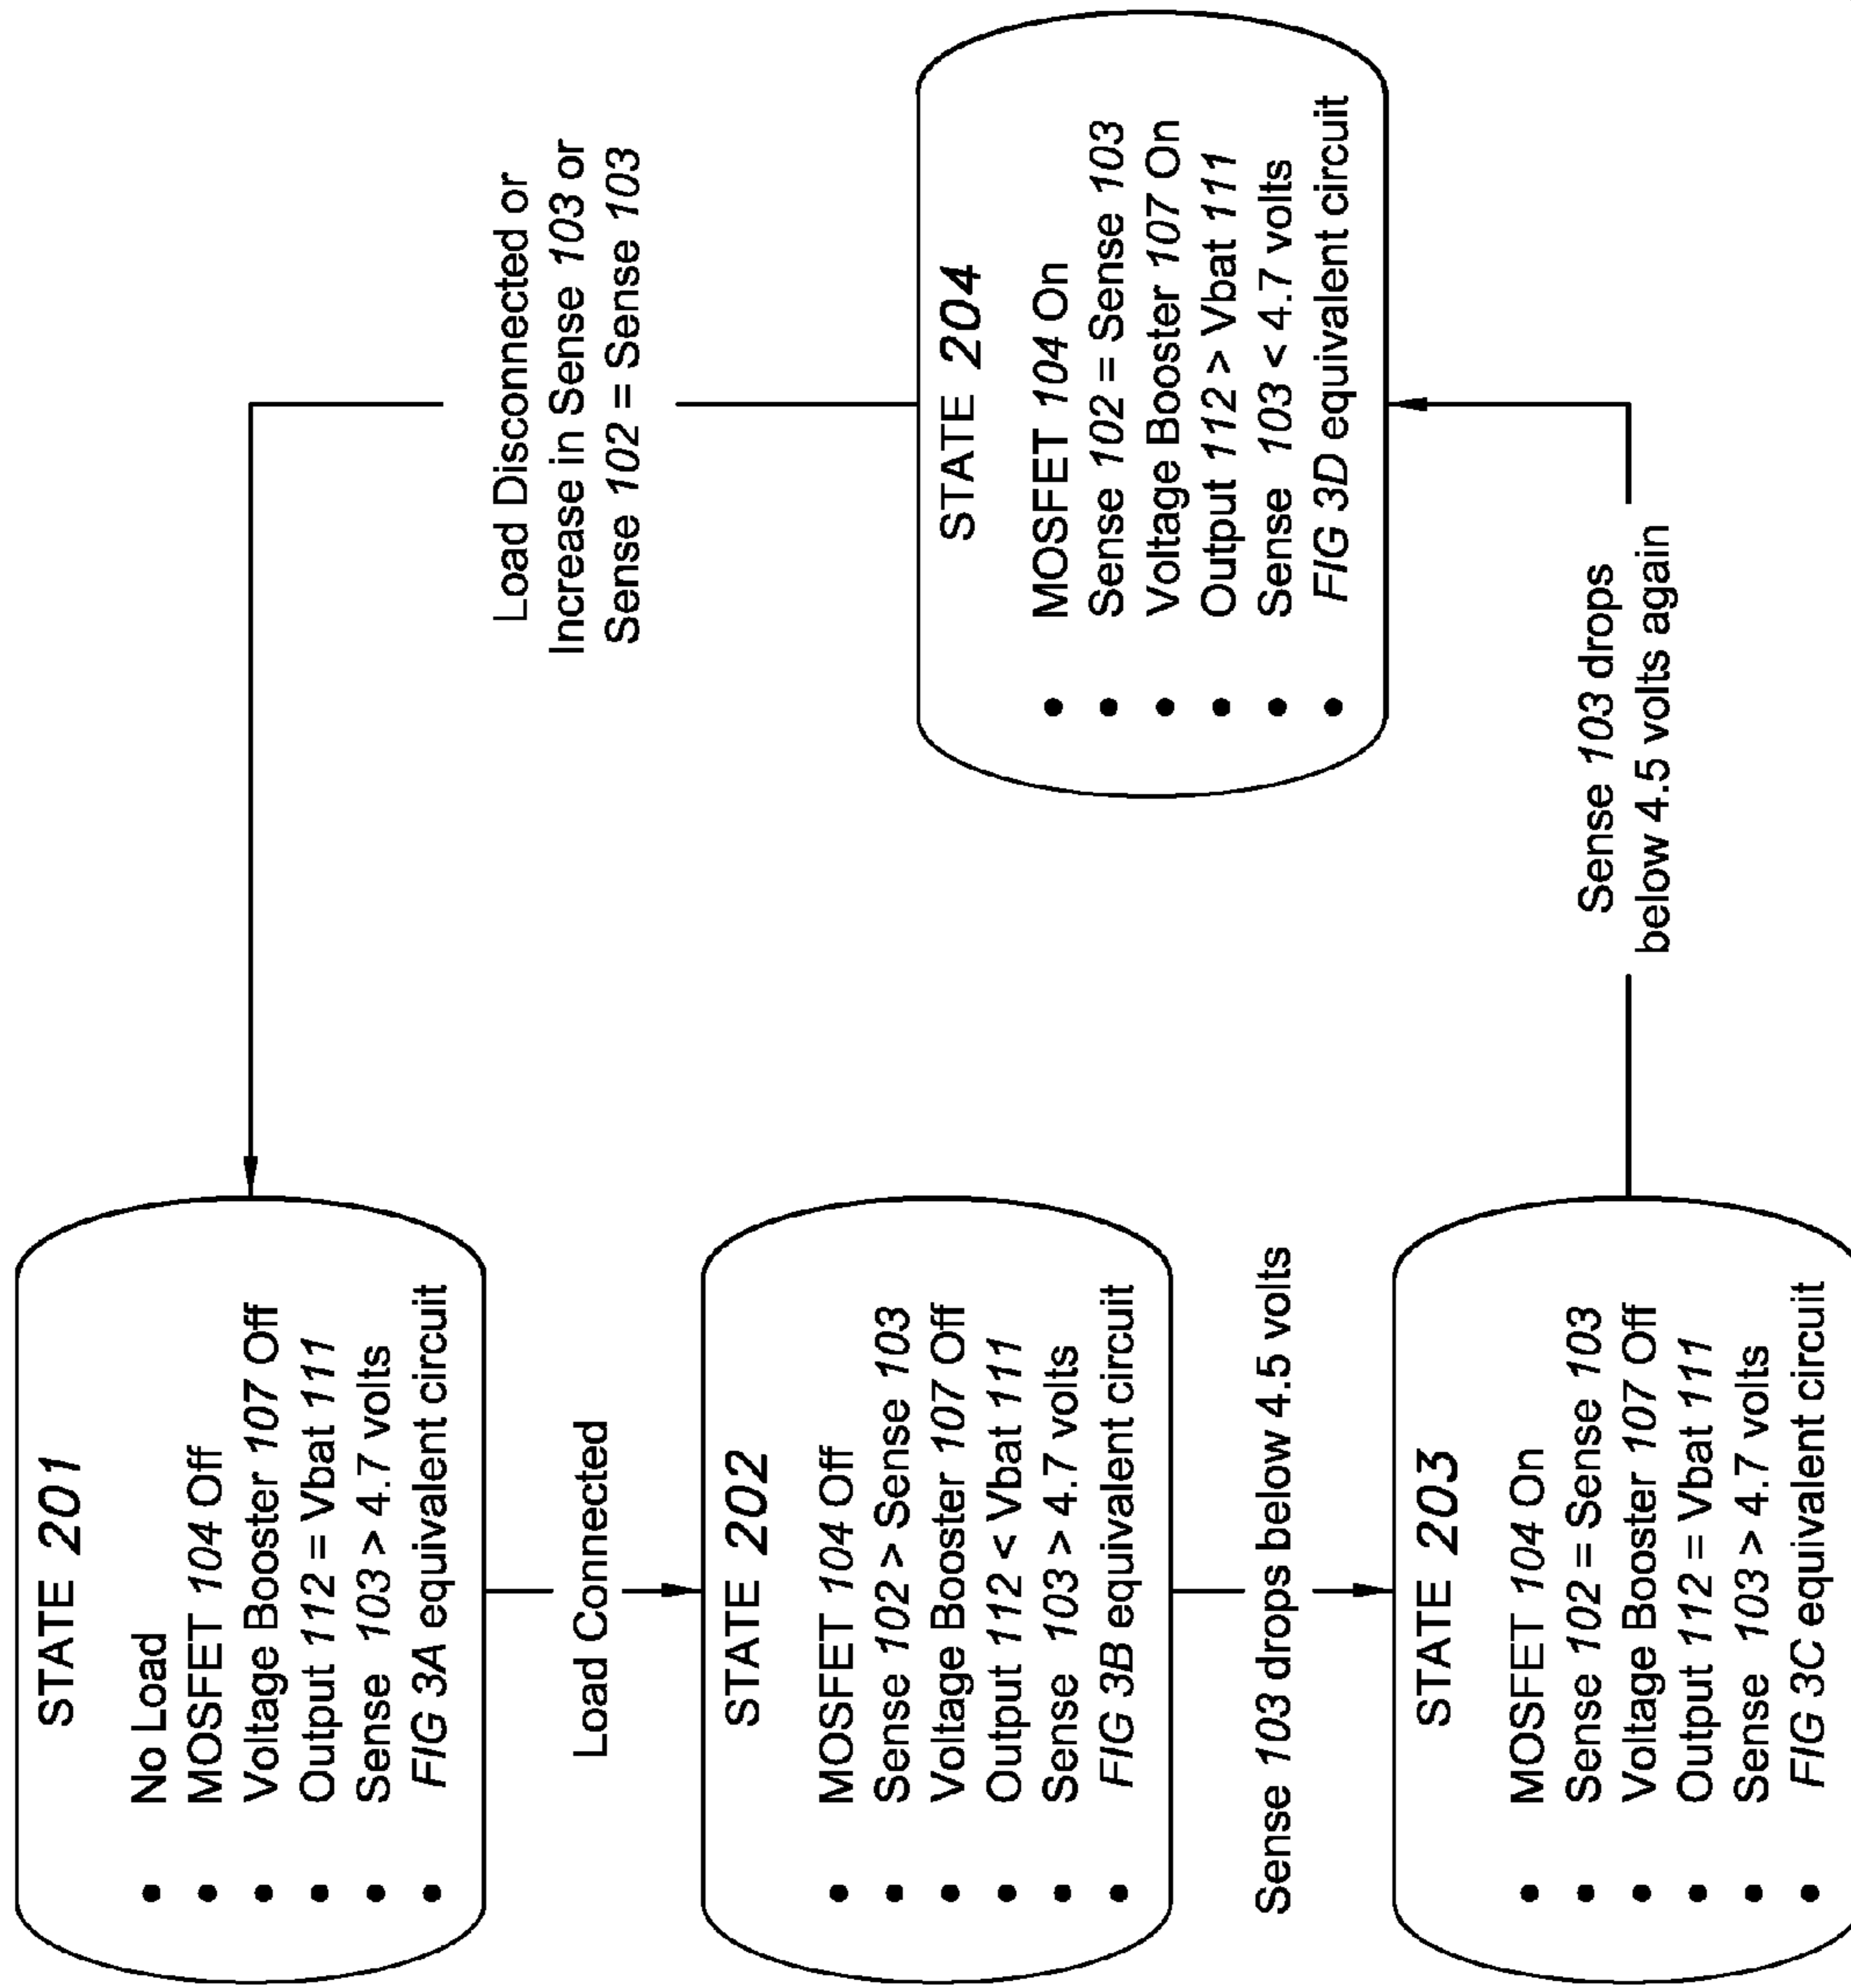 STATE 201
• No Load
• MOSFET 104 Off
• Voltage Booster 107 Off
• Output 112 = Vbat 111
• Sense 103 > 4.7 volts
• FIG 3A equivalent circuit
Load Connected
STATE 202
• MOSFET 104 Off
• Sense 102 > Sense 103
• Voltage Booster 107 Off
• Output 112 < Vbat 111
• Sense 103 > 4.7 volts
• FIG 3B equivalent circuit
Sense 103 drops below 4.5 volts
STATE 203
• MOSFET 104 On
• Sense 102 = Sense 103
• Voltage Booster 107 Off
• Output 112 = Vbat 111
• Sense 103 > 4.7 volts
• FIG 3C equivalent circuit
Sense 103 drops
below 4.5 volts again
STATE 204
• MOSFET 104 On
• Sense 102 = Sense 103
• Voltage Booster 107 On
• Output 112 > Vbat 111
• Sense 103 < 4.7 volts
• FIG 3D equivalent circuit
Load Disconnected or
Increase in Sense 103 or
Sense 102 = Sense 103